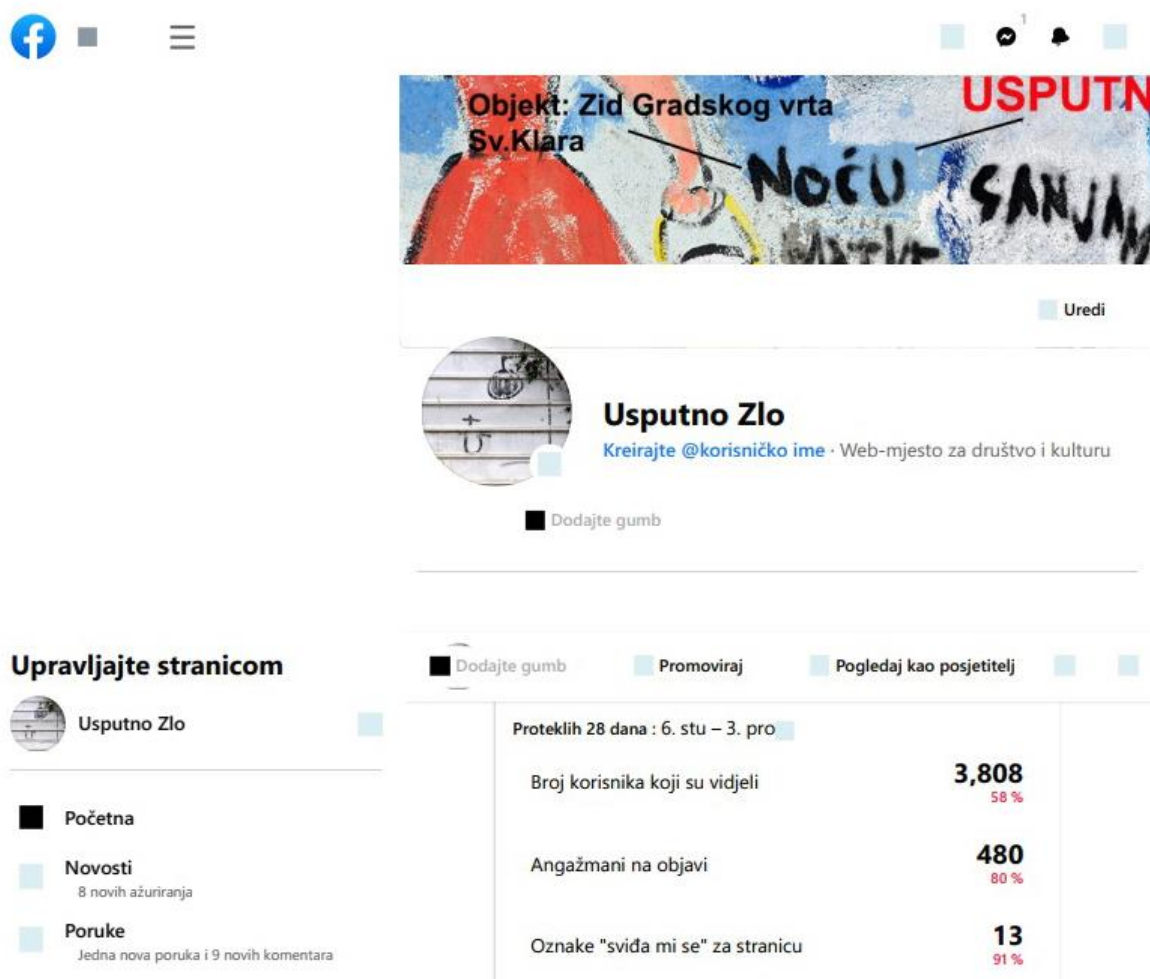 1
Objekt: Zid Gradskog vrta
Sv.Klara
USPUTN
NOĆU SANJAM
Uredi
Usputno Zlo
Kreirajte @korisničko ime · Web-mjesto za društvo i kulturu
Dodajte gumb
Upravljajte stranicom
Usputno Zlo
Početna
Novosti
8 novih ažuriranja
Poruke
Jedna nova poruka i 9 novih komentara
Dodajte gumb
Promoviraj
Pogledaj kao posjetitelj
Proteklih 28 dana : 6. stu – 3. pro
Broj korisnika koji su vidjeli
3,808
58 %
Angažmani na objavi
480
80 %
Oznake "sviđa mi se" za stranicu
13
91 %